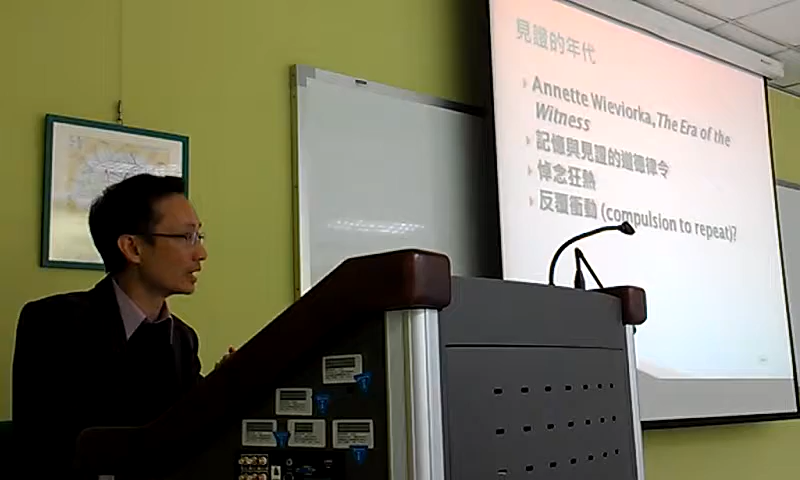 見證的年代
Annette Wieviorka, The Era of the
Witness
記憶與見證的道德律令
悼念狂熱
反覆衝動 (compulsion to repeat)?